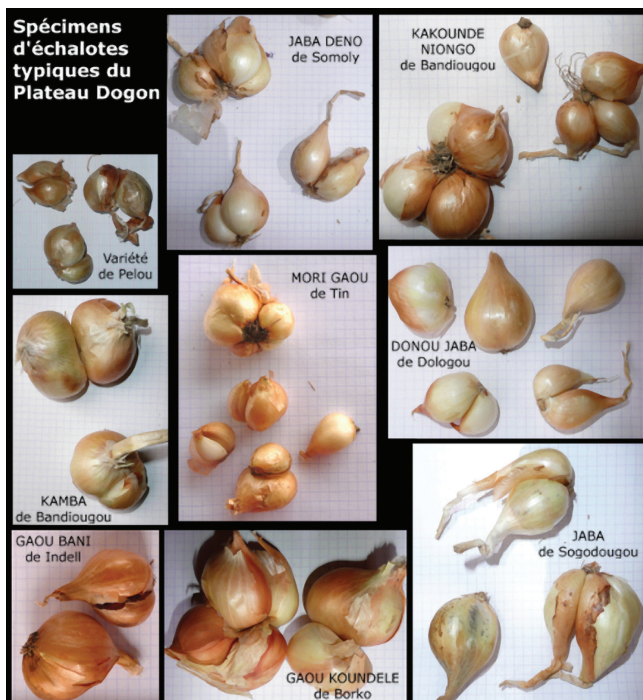 Spécimens
d'échalotes
typiques du
Plateau Dogon
JABA DENO
de Somoly
KAKOUNDE
NIONGO
de Bandiougou
Variété
de Pelou
MORI GAOU
de Tin
DONOU JABA
de Dologou
KAMBA
de Bandiougou
GAOU BANI
de Indell
GAOU KOUNDELE
de Borko
JABA
de Sogodougou